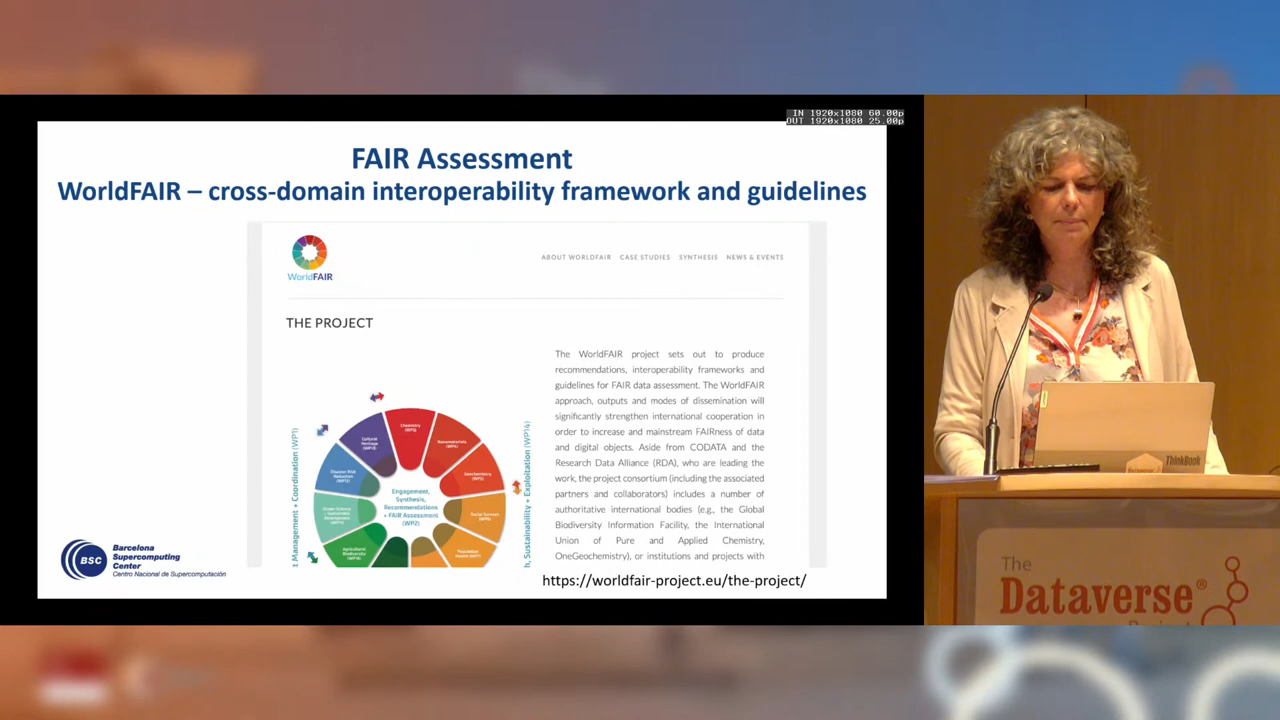 IN 1920x1080 60.00p
OUT 1920x1080 25.00p
FAIR Assessment
WorldFAIR – cross-domain interoperability framework and guidelines
WorldFAIR
ABOUT WORLDFAIR CASE STUDIES SYNTHESIS NEWS & EVENTS
THE PROJECT
The WorldFAIR project sets out to produce
recommendations, interoperability frameworks and
guidelines for FAIR data assessment. The WorldFAIR
approach, outputs and modes of dissemination will
significantly strengthen international cooperation in
order to increase and mainstream FAIRness of data
and digital objects. Aside from CODATA and the
Research Data Alliance (RDA), who are leading the
work, the project consortium (including the associated
partners and collaborators) includes a number of
authoritative international bodies (e.g., the Global
Biodiversity Information Facility, the International
Union of Pure and Applied Chemistry,
OneGeochemistry), or institutions and projects with
t Management + Coordination (WP1)
h, Sustainability + Exploitation (WP14)
Chemistry
(WP3)
Nanomaterials
(WP4)
Geochemistry
(WP5)
Social Surveys
(WP6)
Population
Health (WP7)
Cultural
Heritage
(WP13)
Disaster Risk
Reduction
(WP12)
Agricultural
Biodiversity
Engagement,
Synthesis,
Recommendations
+ FAIR Assessment
(WP2)
BSC
Barcelona
Supercomputing
Center
Centro Nacional de Supercomputación
https://worldfair-project.eu/the-project/
ThinkBook
The
Dataverse®
Project